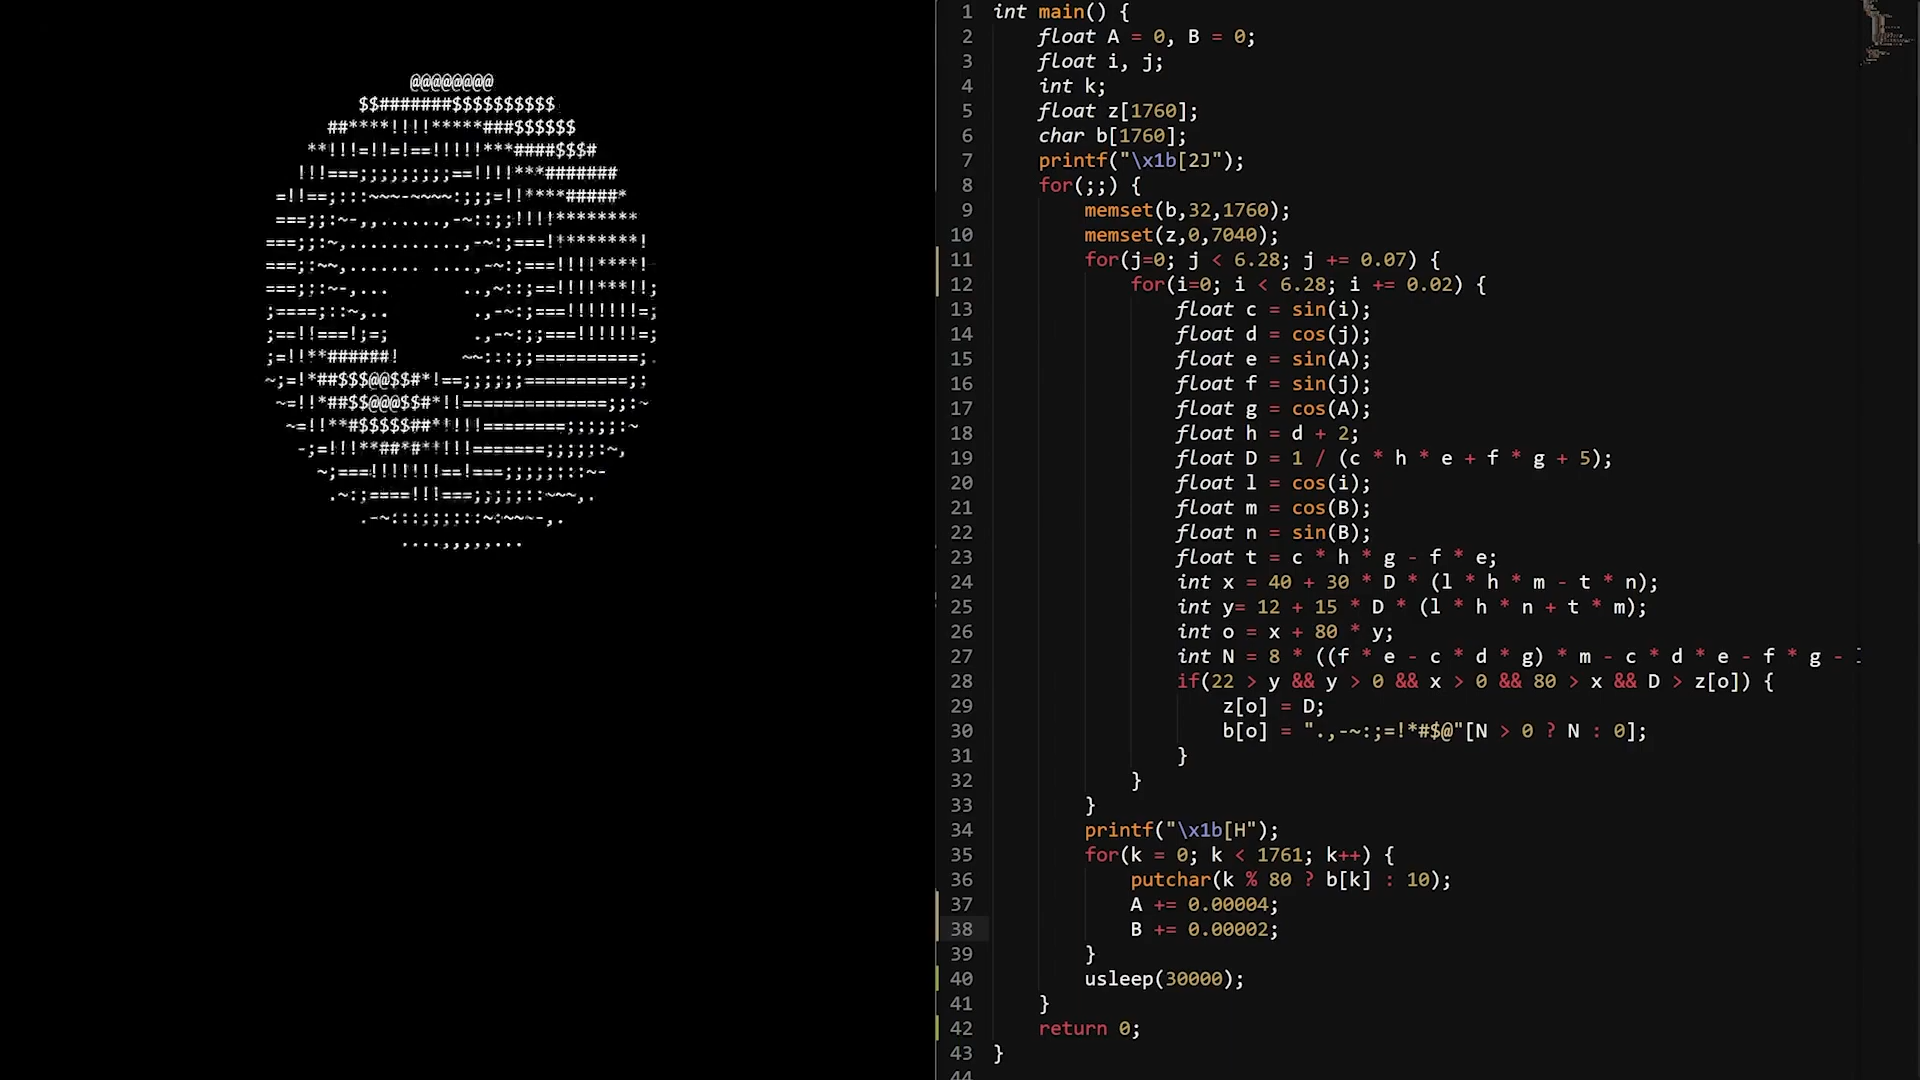 @@@@@@@@
$$#######$$$$$$$$$$
##****!!!!*****###$$$$$$
**!!!=!!=!==!!!!!***####$$$#
!!!===;;;;;;;;;==!!!!***#######
=!!==;::::~~~-~~~~:;;;=!!****#####*
===;;:~-,,......,-~::;;!!!!********
===;;:~,...........,-~:;===!********!
===;:~~,....... ....,-~:;===!!!!****!
===;::~-,...       ..,~::;==!!!!***!!;
;====;::~,..        .,-~:;===!!!!!!!=;
;==!!===!;=;        .,-~:;;===!!!!!!=;
;=!!**######!      ~~:::;;==========;.
~;=!*##$$$@@$$#*!==;;;;;;==========;:
~=!!*##$$@@@$$#*!!==============;;:~
~=!!**#$$$$$##**!!!========;;;;;:~
-;=!!!**##*#**!!!=======;;;;;:~,
~;===!!!!!!!==!===;;;;;:::~-
.~:;====!!!===;;;;;::~~~,.
.-~:::;;;;::~:~~~-,.
....,,,,,...
1 int main() {
2 float A = 0, B = 0;
3 float i, j;
4 int k;
5 float z[1760];
6 char b[1760];
7 printf("\x1b[2J");
8 for(;;) {
9 memset(b,32,1760);
10 memset(z,0,7040);
11 for(j=0; j < 6.28; j += 0.07) {
12 for(i=0; i < 6.28; i += 0.02) {
13 float c = sin(i);
14 float d = cos(j);
15 float e = sin(A);
16 float f = sin(j);
17 float g = cos(A);
18 float h = d + 2;
19 float D = 1 / (c * h * e + f * g + 5);
20 float l = cos(i);
21 float m = cos(B);
22 float n = sin(B);
23 float t = c * h * g - f * e;
24 int x = 40 + 30 * D * (l * h * m - t * n);
25 int y= 12 + 15 * D * (l * h * n + t * m);
26 int o = x + 80 * y;
27 int N = 8 * ((f * e - c * d * g) * m - c * d * e - f * g -
28 if(22 > y && y > 0 && x > 0 && 80 > x && D > z[o]) {
29 z[o] = D;
30 b[o] = ".,-~:;=!*#$@"[N > 0 ? N : 0];
31 }
32 }
33 }
34 printf("\x1b[H");
35 for(k = 0; k < 1761; k++) {
36 putchar(k % 80 ? b[k] : 10);
37 A += 0.00004;
38 B += 0.00002;
39 }
40 usleep(30000);
41 }
42 return 0;
43 }
44